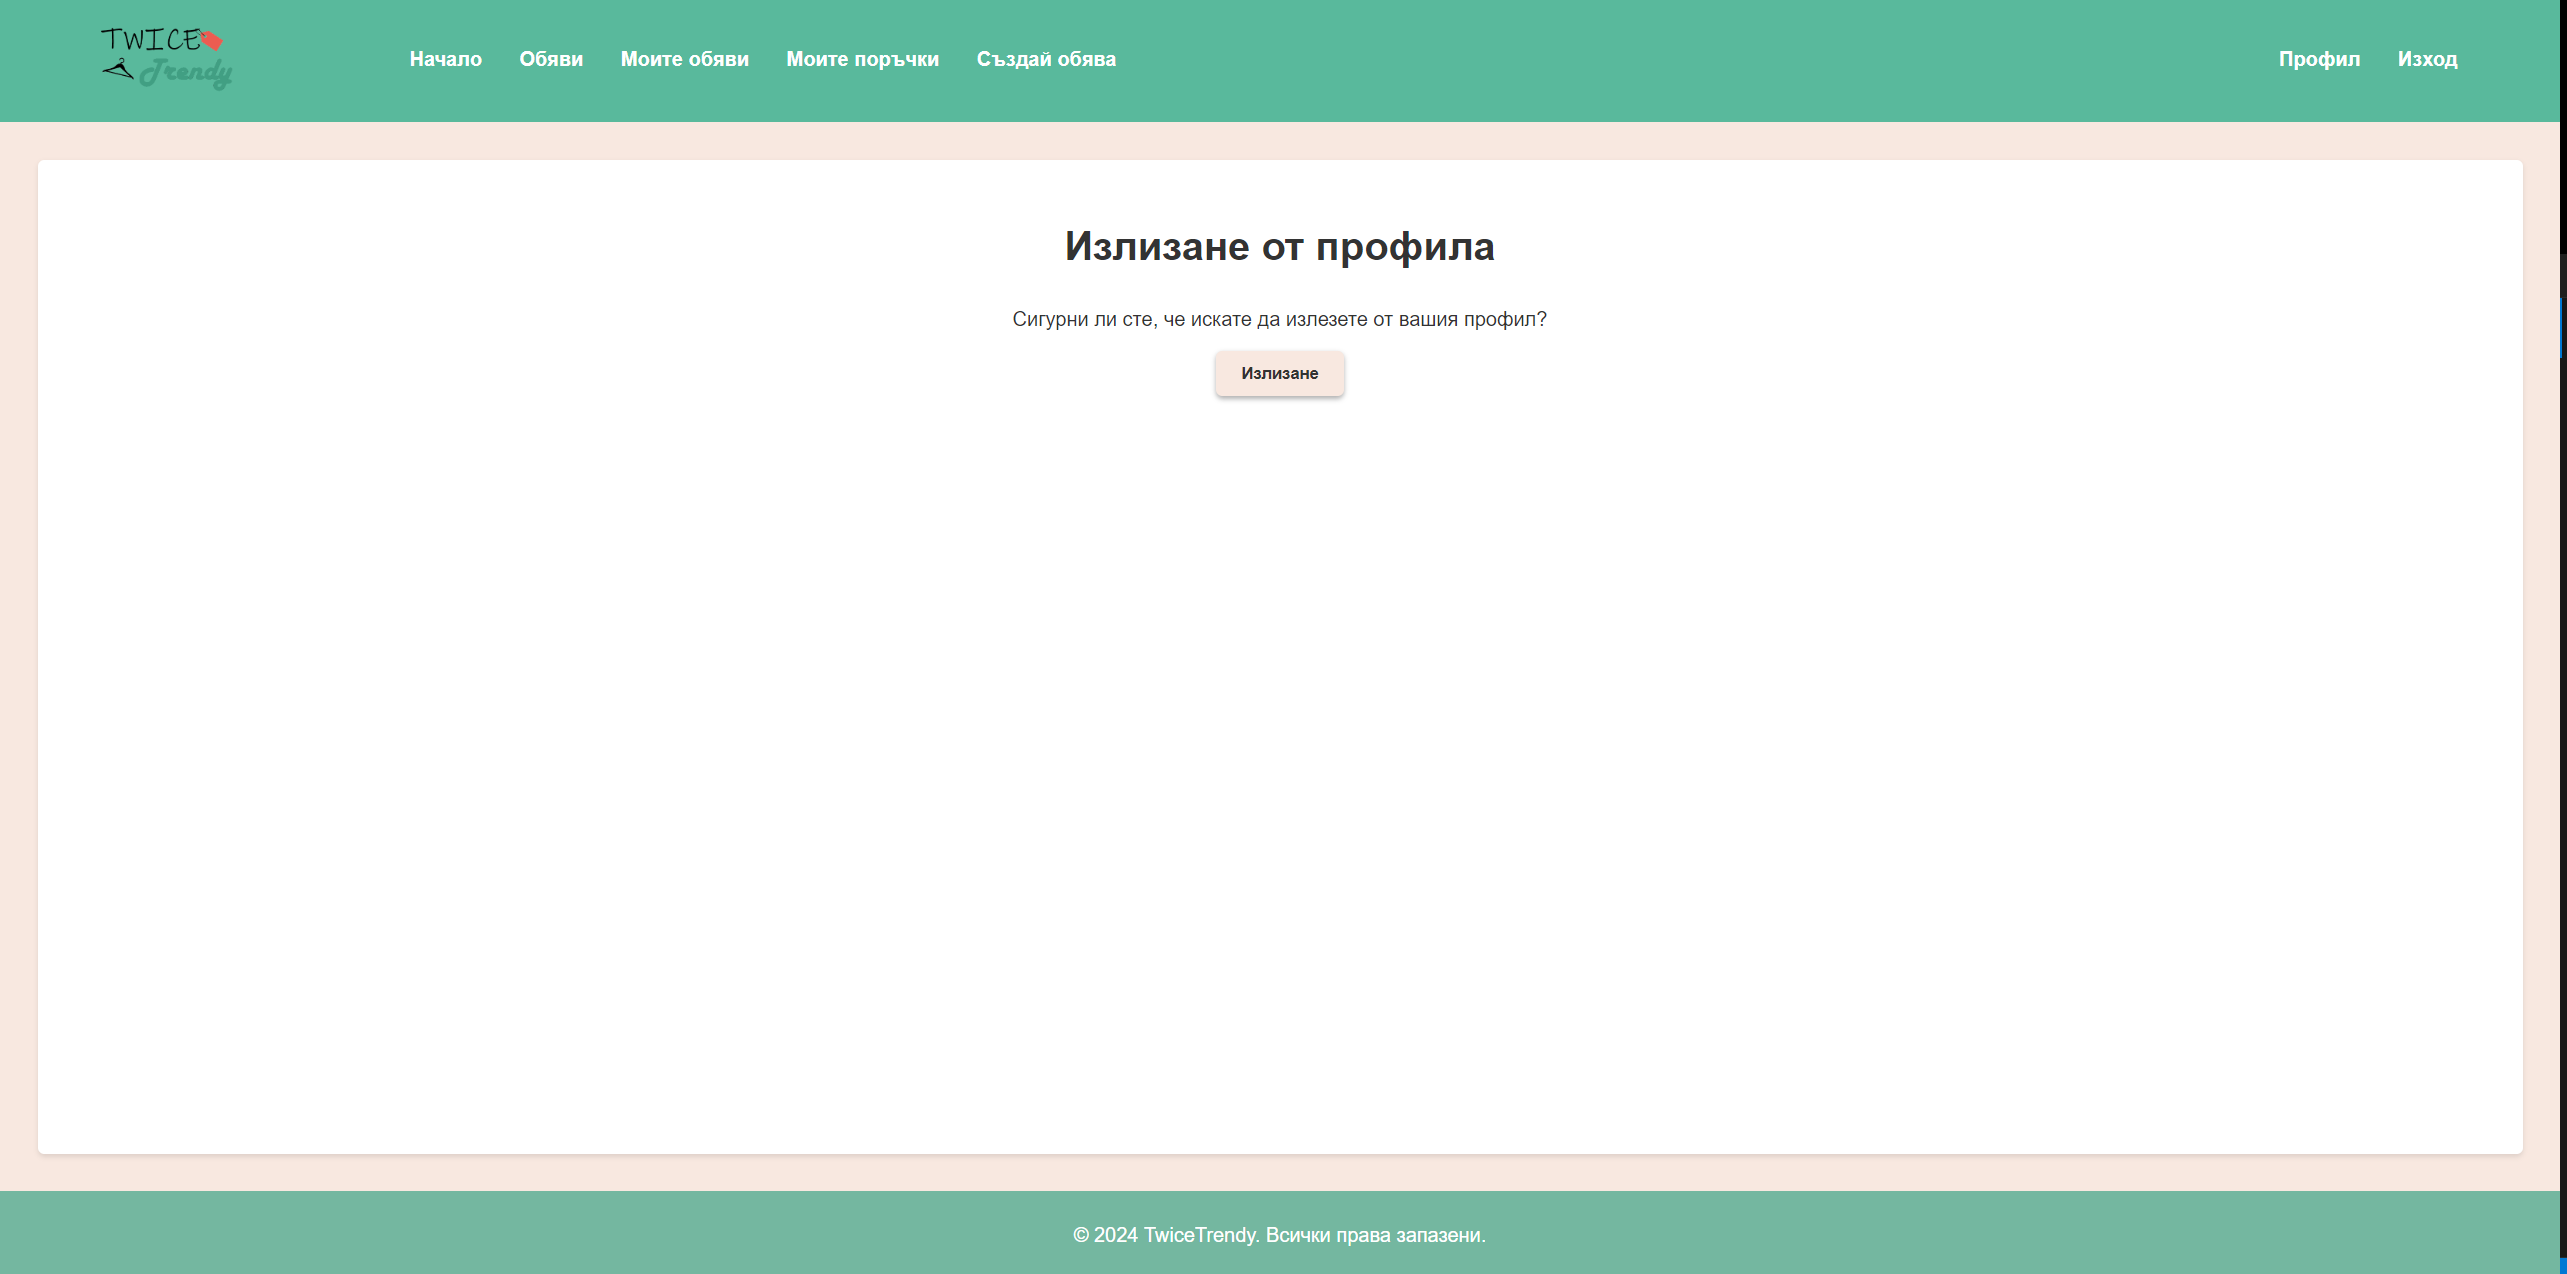 TWICE
Trendy
Начало Обяви Моите обяви Моите поръчки Създай обява Профил Изход
Излизане от профила
Сигурни ли сте, че искате да излезете от вашия профил?
Излизане
© 2024 TwiceTrendy. Всички права запазени.